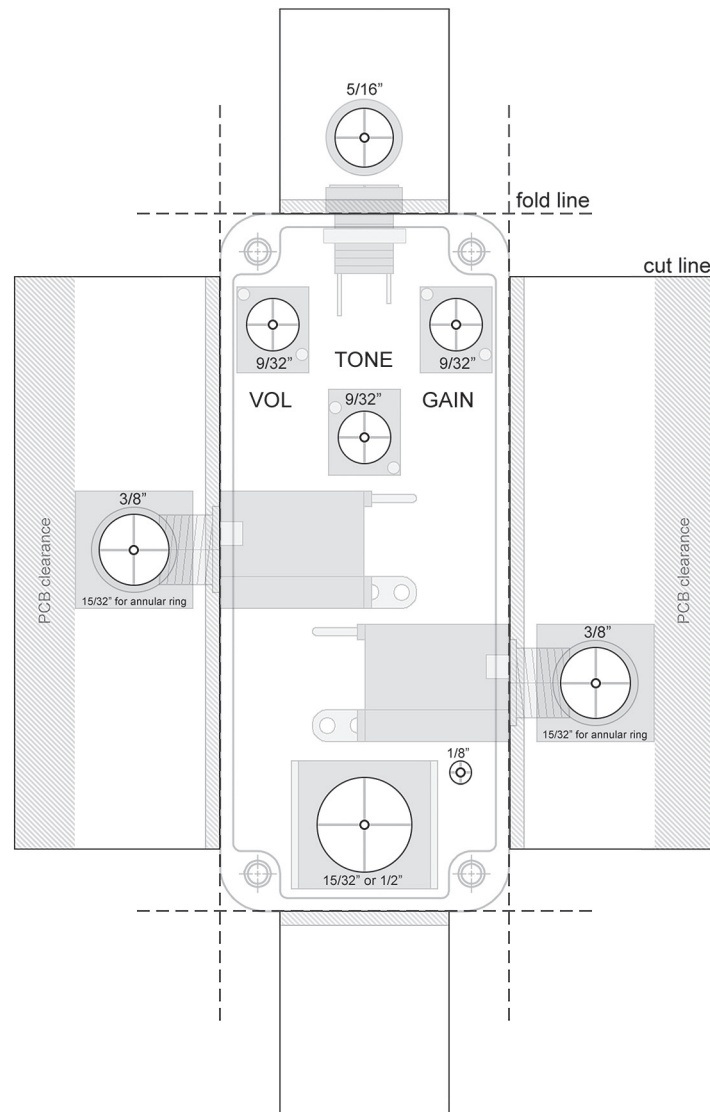 5/16”
fold line
cut line
9/32”
TONE
9/32”
VOL
9/32”
GAIN
3/8”
15/32” for annular ring
PCB clearance
PCB clearance
3/8”
15/32” for annular ring
1/8”
15/32” or 1/2”